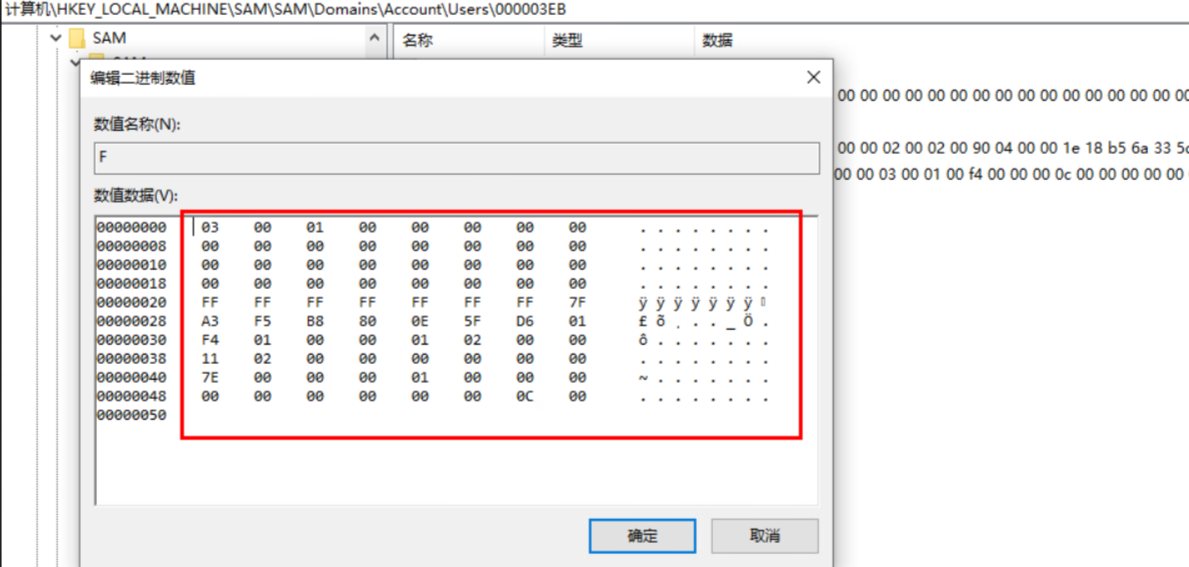 计算机\HKEY_LOCAL_MACHINE\SAM\SAM\Domains\Account\Users\000003EB
SAM
名称 类型 数据
编辑二进制数值
数值名称(N):
F
数值数据(V):
00000000 03 00 01 00 00 00 00 00 . . . . . . . .
00000008 00 00 00 00 00 00 00 00 . . . . . . . .
00000010 00 00 00 00 00 00 00 00 . . . . . . . .
00000018 00 00 00 00 00 00 00 00 . . . . . . . .
00000020 FF FF FF FF FF FF FF 7F ÿ ÿ ÿ ÿ ÿ ÿ ÿ
00000028 A3 F5 B8 80 0E 5F D6 01 £ õ ¸ . . _ Ö .
00000030 F4 01 00 00 01 02 00 00 ô . . . . . . .
00000038 11 02 00 00 00 00 00 00 . . . . . . . .
00000040 7E 00 00 00 01 00 00 00 ~ . . . . . . .
00000048 00 00 00 00 00 00 0C 00 . . . . . . . .
00000050
确定 取消
00 00 00 00 00 00 00 00 00 00 00 00 00 00 00 00
00 00 02 00 02 00 90 04 00 00 1e 18 b5 6a 33
00 00 03 00 01 00 f4 00 00 00 0c 00 00 00 00 00